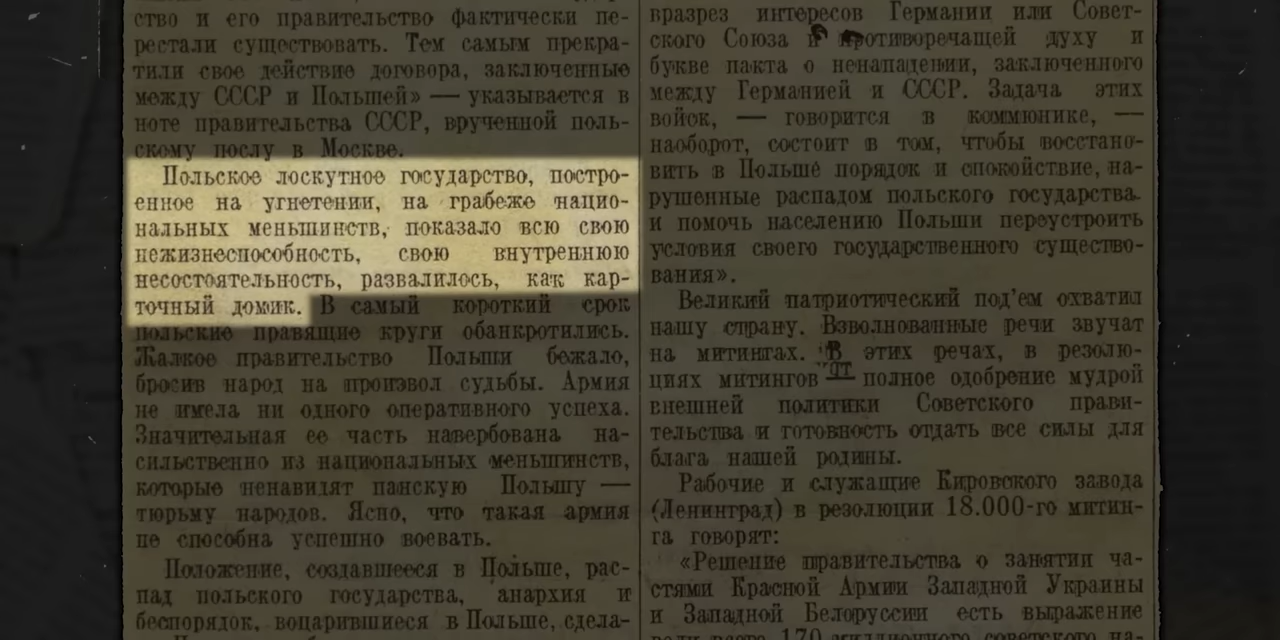 ство и его правительство фактически пе-
рестали существовать. Тем самым прекра-
тили свое действие договора, заключенные
между СССР и Польшей» — указывается в
ноте правительства СССР, врученной поль-
скому послу в Москве.
Польское лоскутное государство, постро-
енное на угнетении, на грабеже нацио-
нальных меньшинств, показало всю свою
нежизнеспособность, свою внутреннюю
несостоятельность, развалилось, как кар-
точный домик. В самый короткий срок
польские правящие круги обанкротились.
Жалкое правительство Польши бежало,
бросив народ на произвол судьбы. Армия
не имела ни одного оперативного успеха.
Значительная ее часть навербована на-
сильственно из национальных меньшинств,
которые ненавидят панскую Польшу —
тюрьму народов. Ясно, что такая армия
не способна успешно воевать.
Положение, создавшееся в Польше, рас-
пад польского государства, анархия и
беспорядок, воцарившиеся в Польше, сдела-
вразрез интересов Германии или Совет-
ского Союза и противоречащей духу и
букве пакта о ненападении, заключенного
между Германией и СССР. Задача этих
войск, — говорится в коммюнике, —
наоборот, состоит в том, чтобы восстано-
вить в Польше порядок и спокойствие, на-
рушенные распадом польского государства
и помочь населению Польши переустроить
условия своего государственного существо-
вания».
Великий патриотический под'ем охватил
нашу страну. Взволнованные речи звучат
на митингах. В этих речах, в резолю-
циях митингов — полное одобрение мудрой
внешней политики Советского прави-
тельства и готовность отдать все силы для
блага нашей родины.
Рабочие и служащие Кировского завода
(Ленинград) в резолюции 18.000-го митин-
га говорят:
«Решение правительства о занятии ча-
стями Красной Армии Западной Украины
и Западной Белоруссии есть выражение